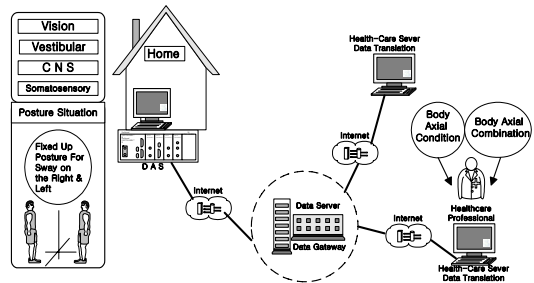 Vision
Vestibular
C N S
Somatosensory
Posture Situation
Fixed Up
Posture For
Sway on
the Right &
Left
Home
D A S
Internet
Data Server
Data Gateway
Internet
Health-Care Sever
Data Translation
Internet
Body
Axial
Condition
Body Axial
Combination
Healthcare
Professional
Health-Care Sever
Data Translation